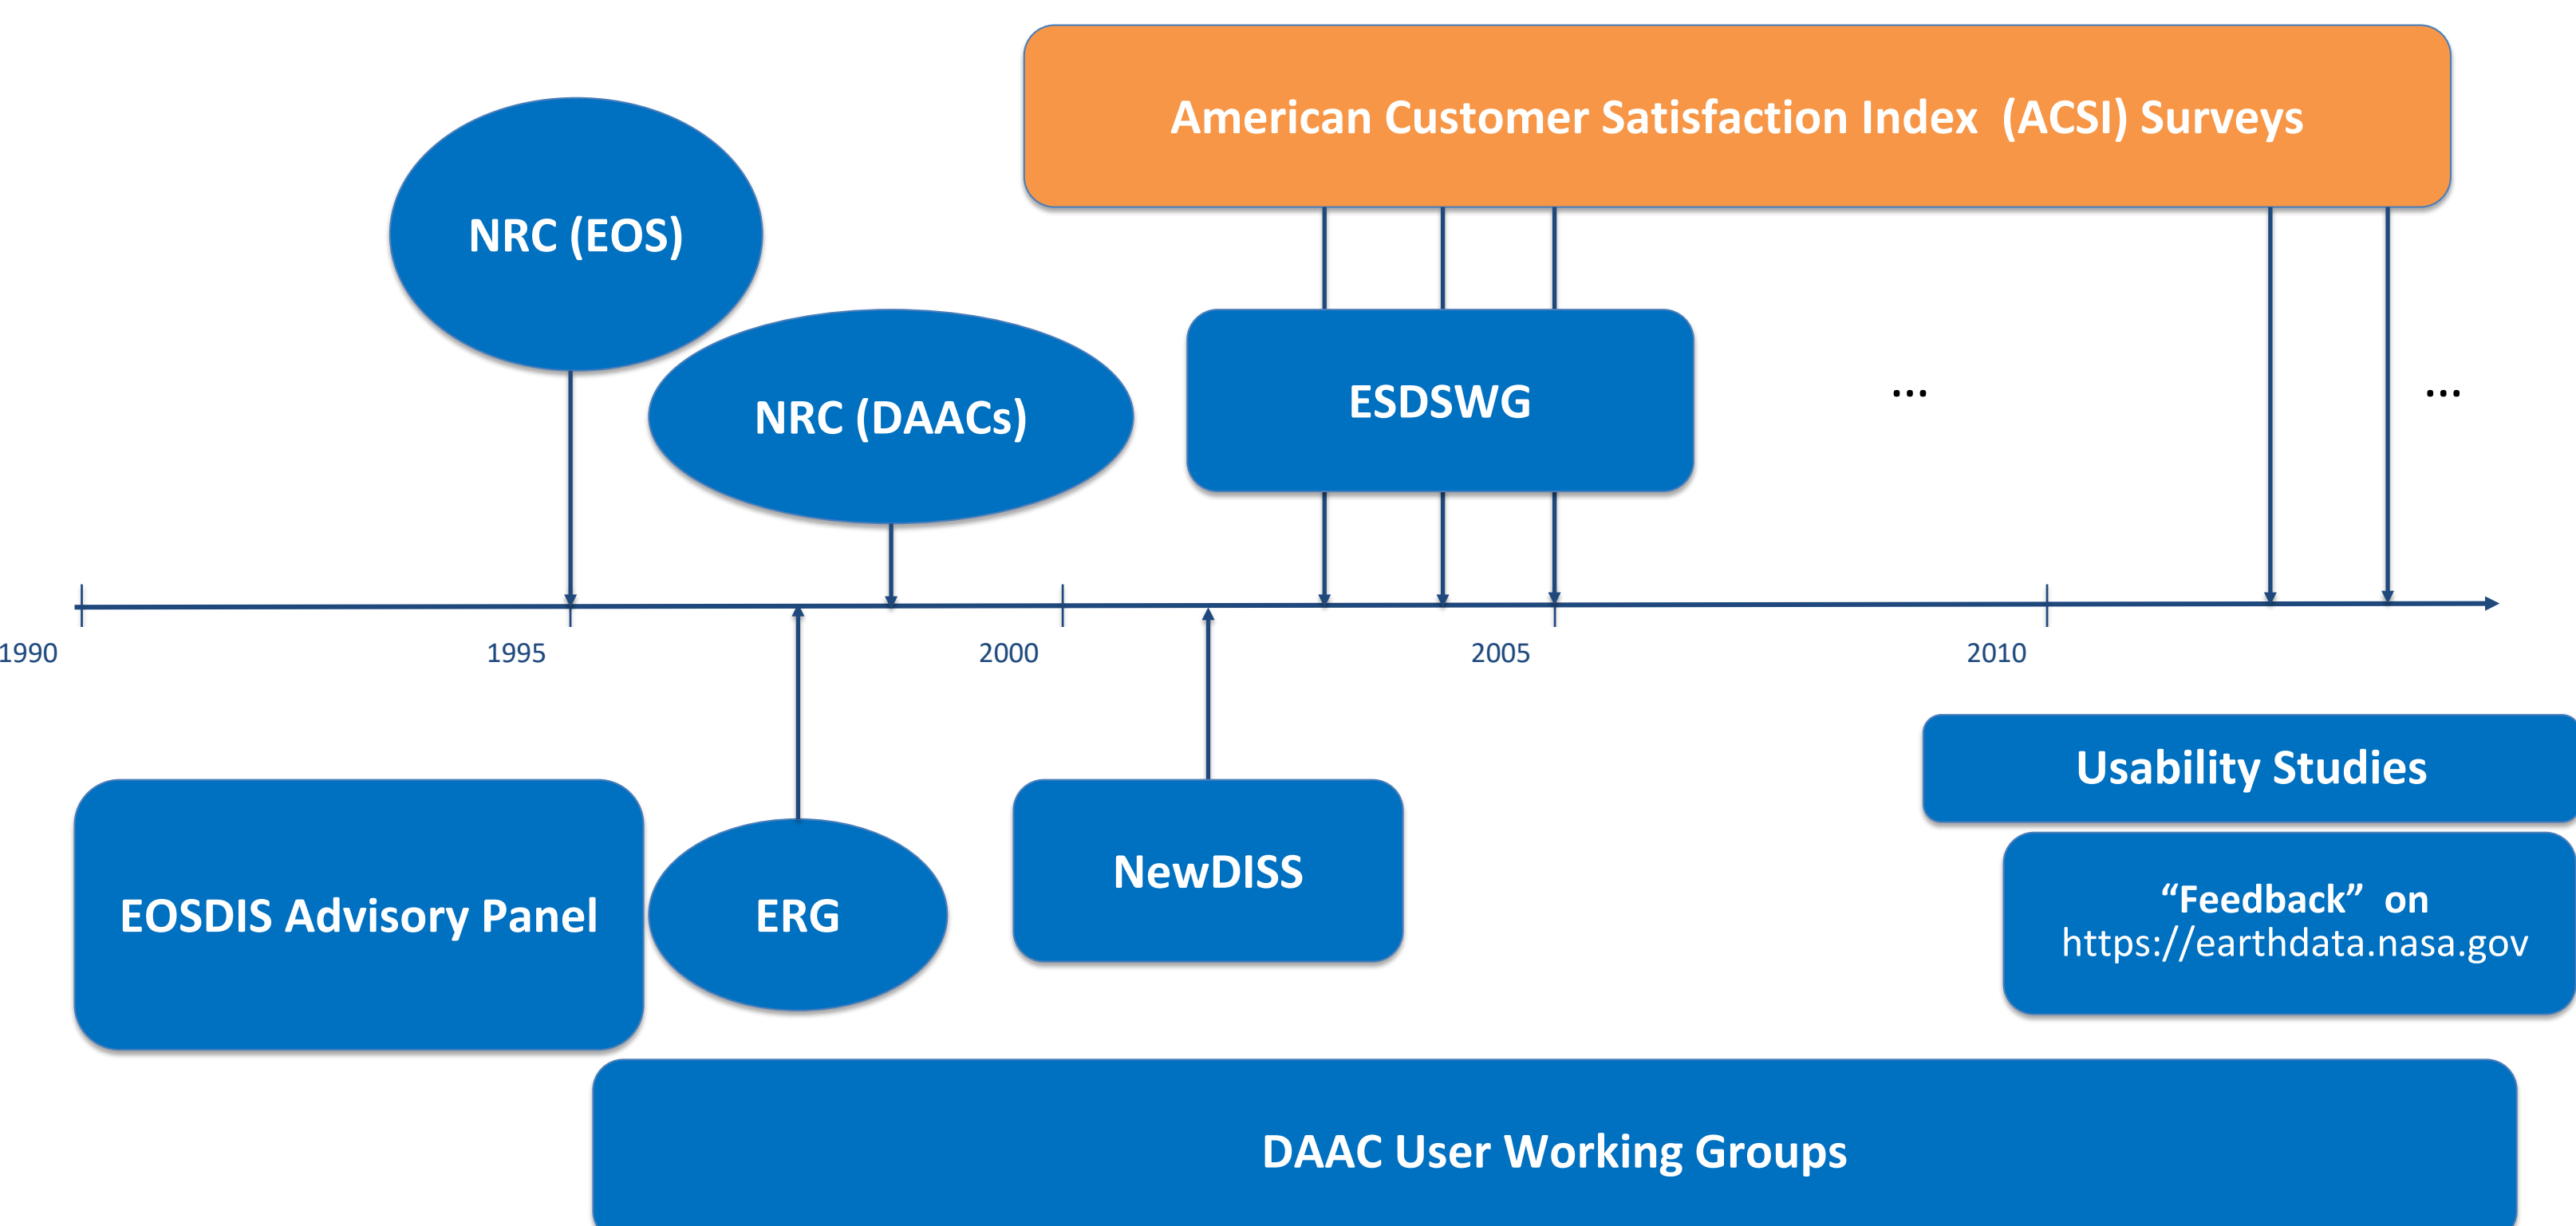 American Customer Satisfaction Index (ACSI) Surveys
NRC (EOS)
NRC (DAACs)
ESDSWG
...
...
1990
1995
2000
2005
2010
Usability Studies
EOSDIS Advisory Panel
ERG
NewDISS
“Feedback” on
https://earthdata.nasa.gov
DAAC User Working Groups